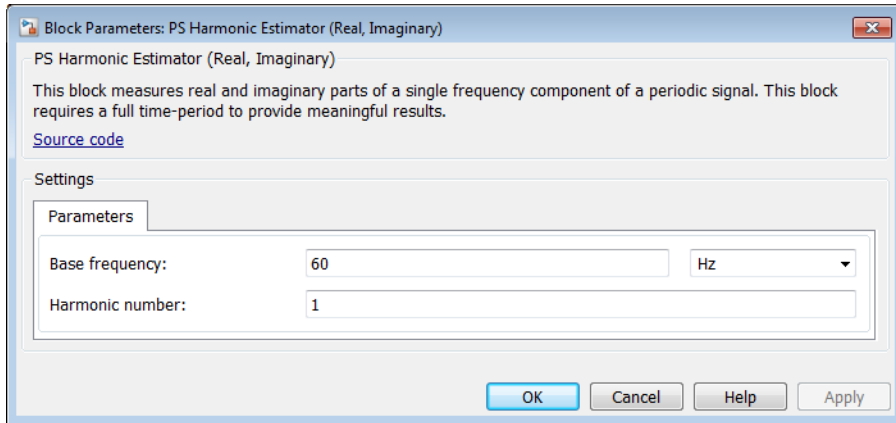 Block Parameters: PS Harmonic Estimator (Real, Imaginary)
PS Harmonic Estimator (Real, Imaginary)
This block measures real and imaginary parts of a single frequency component of a periodic signal. This block
requires a full time-period to provide meaningful results.
Source code
Settings
Parameters
Base frequency: 60 Hz
Harmonic number: 1
OK Cancel Help Apply